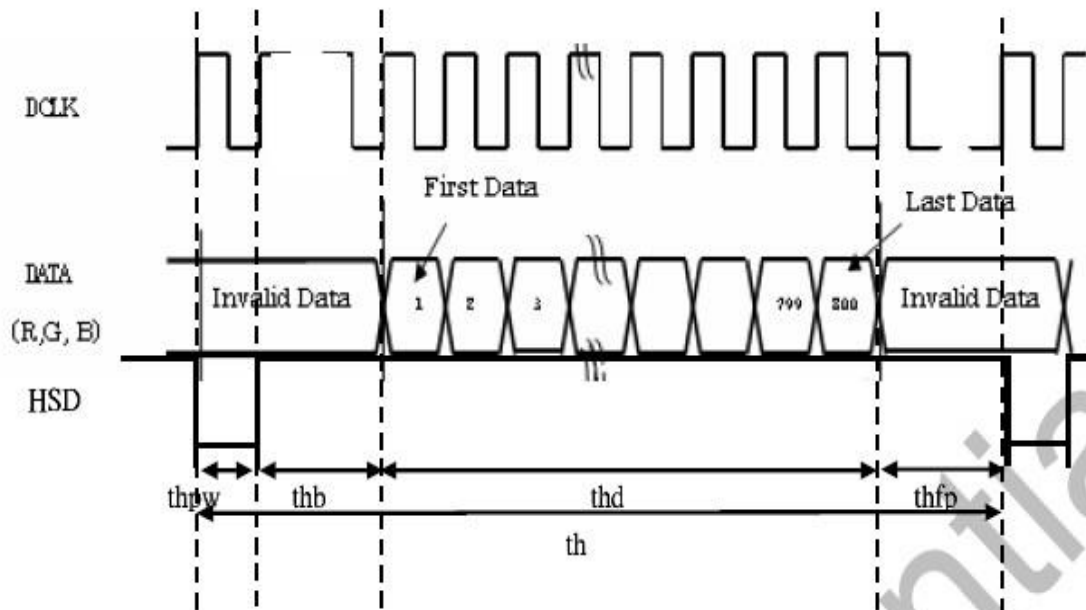 DCLK
First Data
Last Data
DATA
(R,G, B)
Invalid Data
1
2
3
799
800
Invalid Data
HSD
thpw
thb
thd
thfp
th